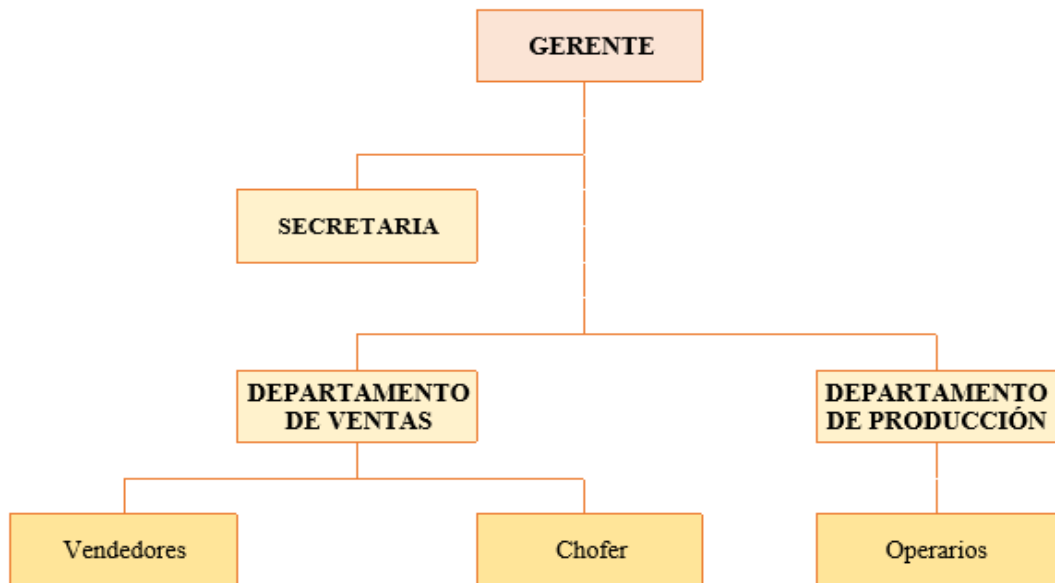 GERENTE
SECRETARIA
DEPARTAMENTO
DE VENTAS
DEPARTAMENTO
DE PRODUCCIÓN
Vendedores
Chofer
Operarios